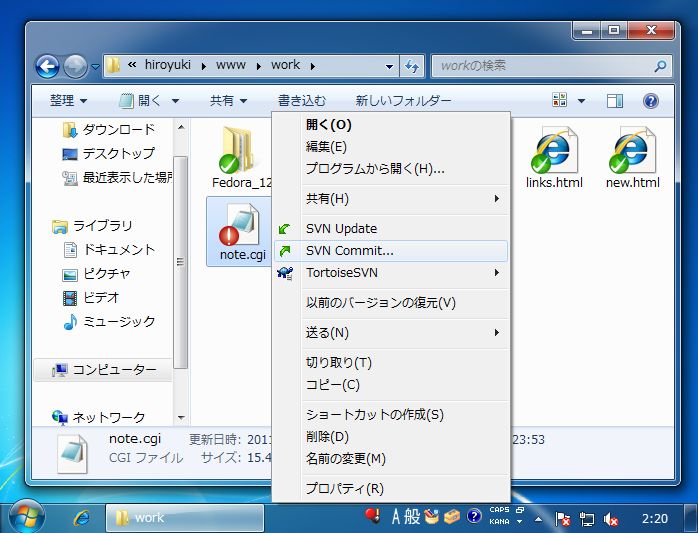 « hiroyuki ▸ www ▸ work ▸
workの検索
整理
開く
共有
書き込む
新しいフォルダー
ダウンロード
デスクトップ
最近表示した場所
ライブラリ
ドキュメント
ピクチャ
ビデオ
ミュージック
コンピューター
ネットワーク
Fedora_12
links.html
new.html
note.cgi
開く(O)
編集(E)
プログラムから開く(H)...
共有(H)
SVN Update
SVN Commit...
TortoiseSVN
以前のバージョンの復元(V)
送る(N)
切り取り(T)
コピー(C)
ショートカットの作成(S)
削除(D)
名前の変更(M)
プロパティ(R)
note.cgi 更新日時: 201
23:53
CGI ファイル サイズ: 15.4
work
A 般
CAPS
KANA
2:20